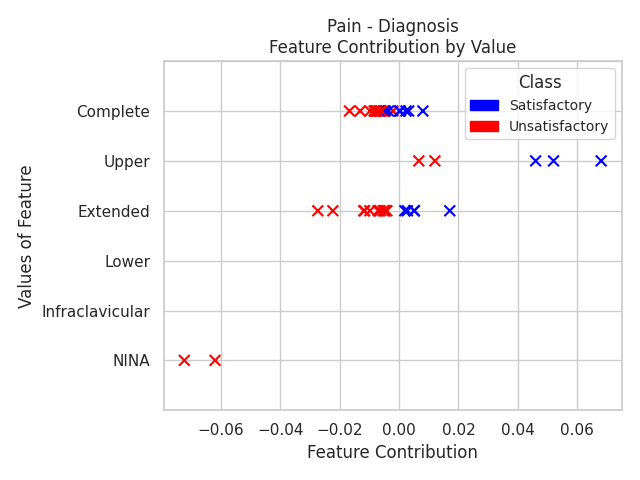 Pain - Diagnosis
Feature Contribution by Value
Class
Satisfactory
Unsatisfactory
Values of Feature
Complete
Upper
Extended
Lower
Infraclavicular
NINA
−0.06 −0.04 −0.02 0.00 0.02 0.04 0.06
Feature Contribution